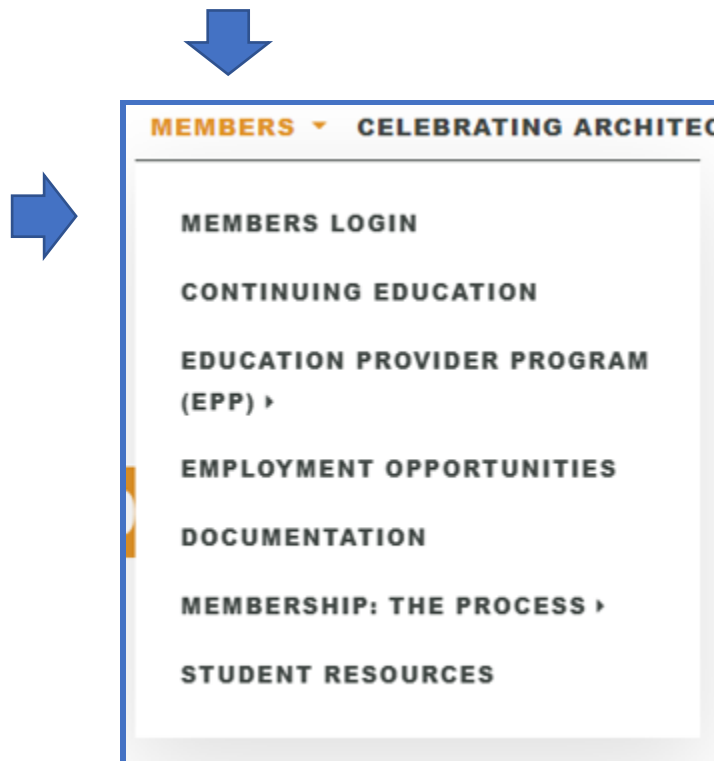 MEMBERS CELEBRATING ARCHITEC
MEMBERS LOGIN
CONTINUING EDUCATION
EDUCATION PROVIDER PROGRAM
(EPP)
EMPLOYMENT OPPORTUNITIES
DOCUMENTATION
MEMBERSHIP: THE PROCESS
STUDENT RESOURCES